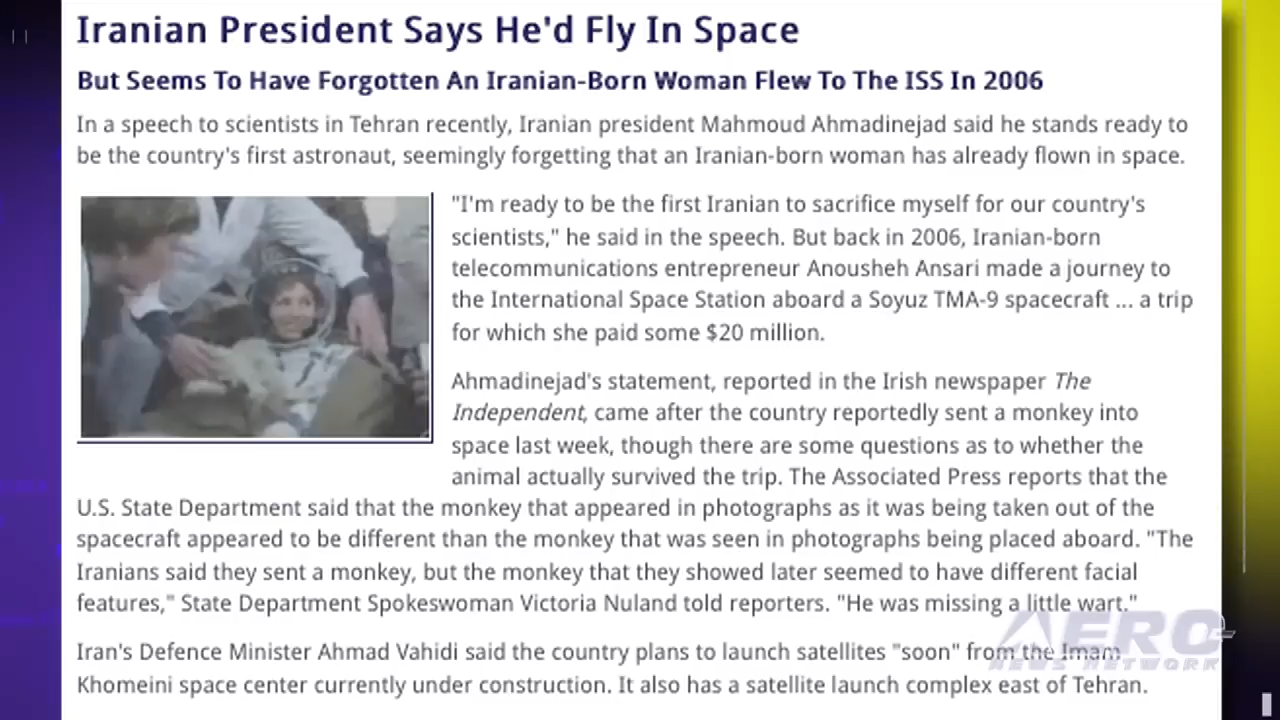 Iranian President Says He'd Fly In Space
But Seems To Have Forgotten An Iranian-Born Woman Flew To The ISS In 2006
In a speech to scientists in Tehran recently, Iranian president Mahmoud Ahmadinejad said he stands ready to
be the country's first astronaut, seemingly forgetting that an Iranian-born woman has already flown in space.
"I'm ready to be the first Iranian to sacrifice myself for our country's
scientists," he said in the speech. But back in 2006, Iranian-born
telecommunications entrepreneur Anousheh Ansari made a journey to
the International Space Station aboard a Soyuz TMA-9 spacecraft ... a trip
for which she paid some $20 million.
Ahmadinejad's statement, reported in the Irish newspaper The
Independent, came after the country reportedly sent a monkey into
space last week, though there are some questions as to whether the
animal actually survived the trip. The Associated Press reports that the
U.S. State Department said that the monkey that appeared in photographs as it was being taken out of the
spacecraft appeared to be different than the monkey that was seen in photographs being placed aboard. "The
Iranians said they sent a monkey, but the monkey that they showed later seemed to have different facial
features," State Department Spokeswoman Victoria Nuland told reporters. "He was missing a little wart."
Iran's Defence Minister Ahmad Vahidi said the country plans to launch satellites "soon" from the Imam
Khomeini space center currently under construction. It also has a satellite launch complex east of Tehran.
AERO
NEWS NETWORK